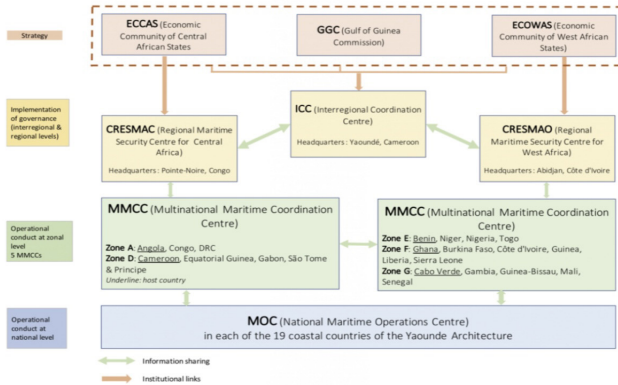 Strategy
ECCAS (Economic
Community of Central
African States
GGC (Gulf of Guinea
Commission)
ECOWAS (Economic
Community of West African
States)
Implementation
of governance
(interregional &
regional levels)
ICC (Interregional Coordination
Centre)
Headquarters : Yaoundé, Cameroon
CRESMAC (Regional Maritime
Security Centre for Central
Africa)
Headquarters : Pointe-Noire, Congo
CRESMAO (Regional
Maritime Security Centre for
West Africa)
Headquarters : Abidjan, Côte d'Ivoire
Operational
conduct at zonal
level
5 MMCCs
MMCC (Multinational Maritime Coordination
Centre)
Zone A: Angola, Congo, DRC
Zone D: Cameroon, Equatorial Guinea, Gabon, São Tome
& Principe
Underline: host country
MMCC (Multinational Maritime Coordination
Centre)
Zone E: Benin, Niger, Nigeria, Togo
Zone F: Ghana, Burkina Faso, Côte d'Ivoire, Guinea,
Liberia, Sierra Leone
Zone G: Cabo Verde, Gambia, Guinea-Bissau, Mali,
Senegal
Operational
conduct at
national level
MOC (National Maritime Operations Centre)
in each of the 19 coastal countries of the Yaounde Architecture
Information sharing
Institutional links